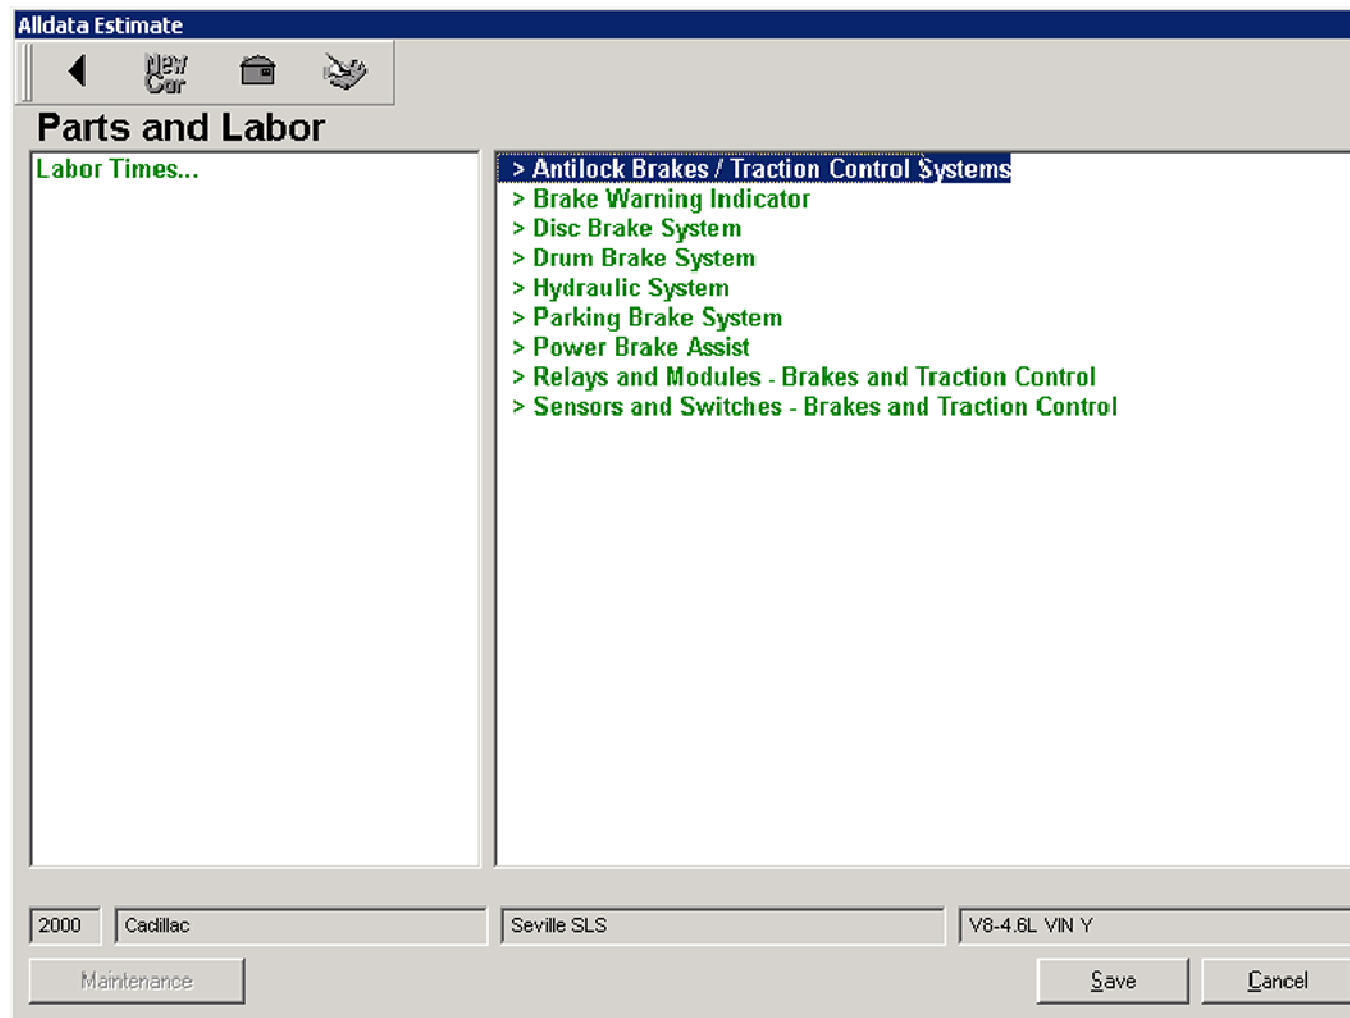 Alldata Estimate
New
Car
Parts and Labor
Labor Times...
> Antilock Brakes / Traction Control Systems
> Brake Warning Indicator
> Disc Brake System
> Drum Brake System
> Hydraulic System
> Parking Brake System
> Power Brake Assist
> Relays and Modules - Brakes and Traction Control
> Sensors and Switches - Brakes and Traction Control
2000 Cadillac Seville SLS V8-4.6L VIN Y
Maintenance Save Cancel